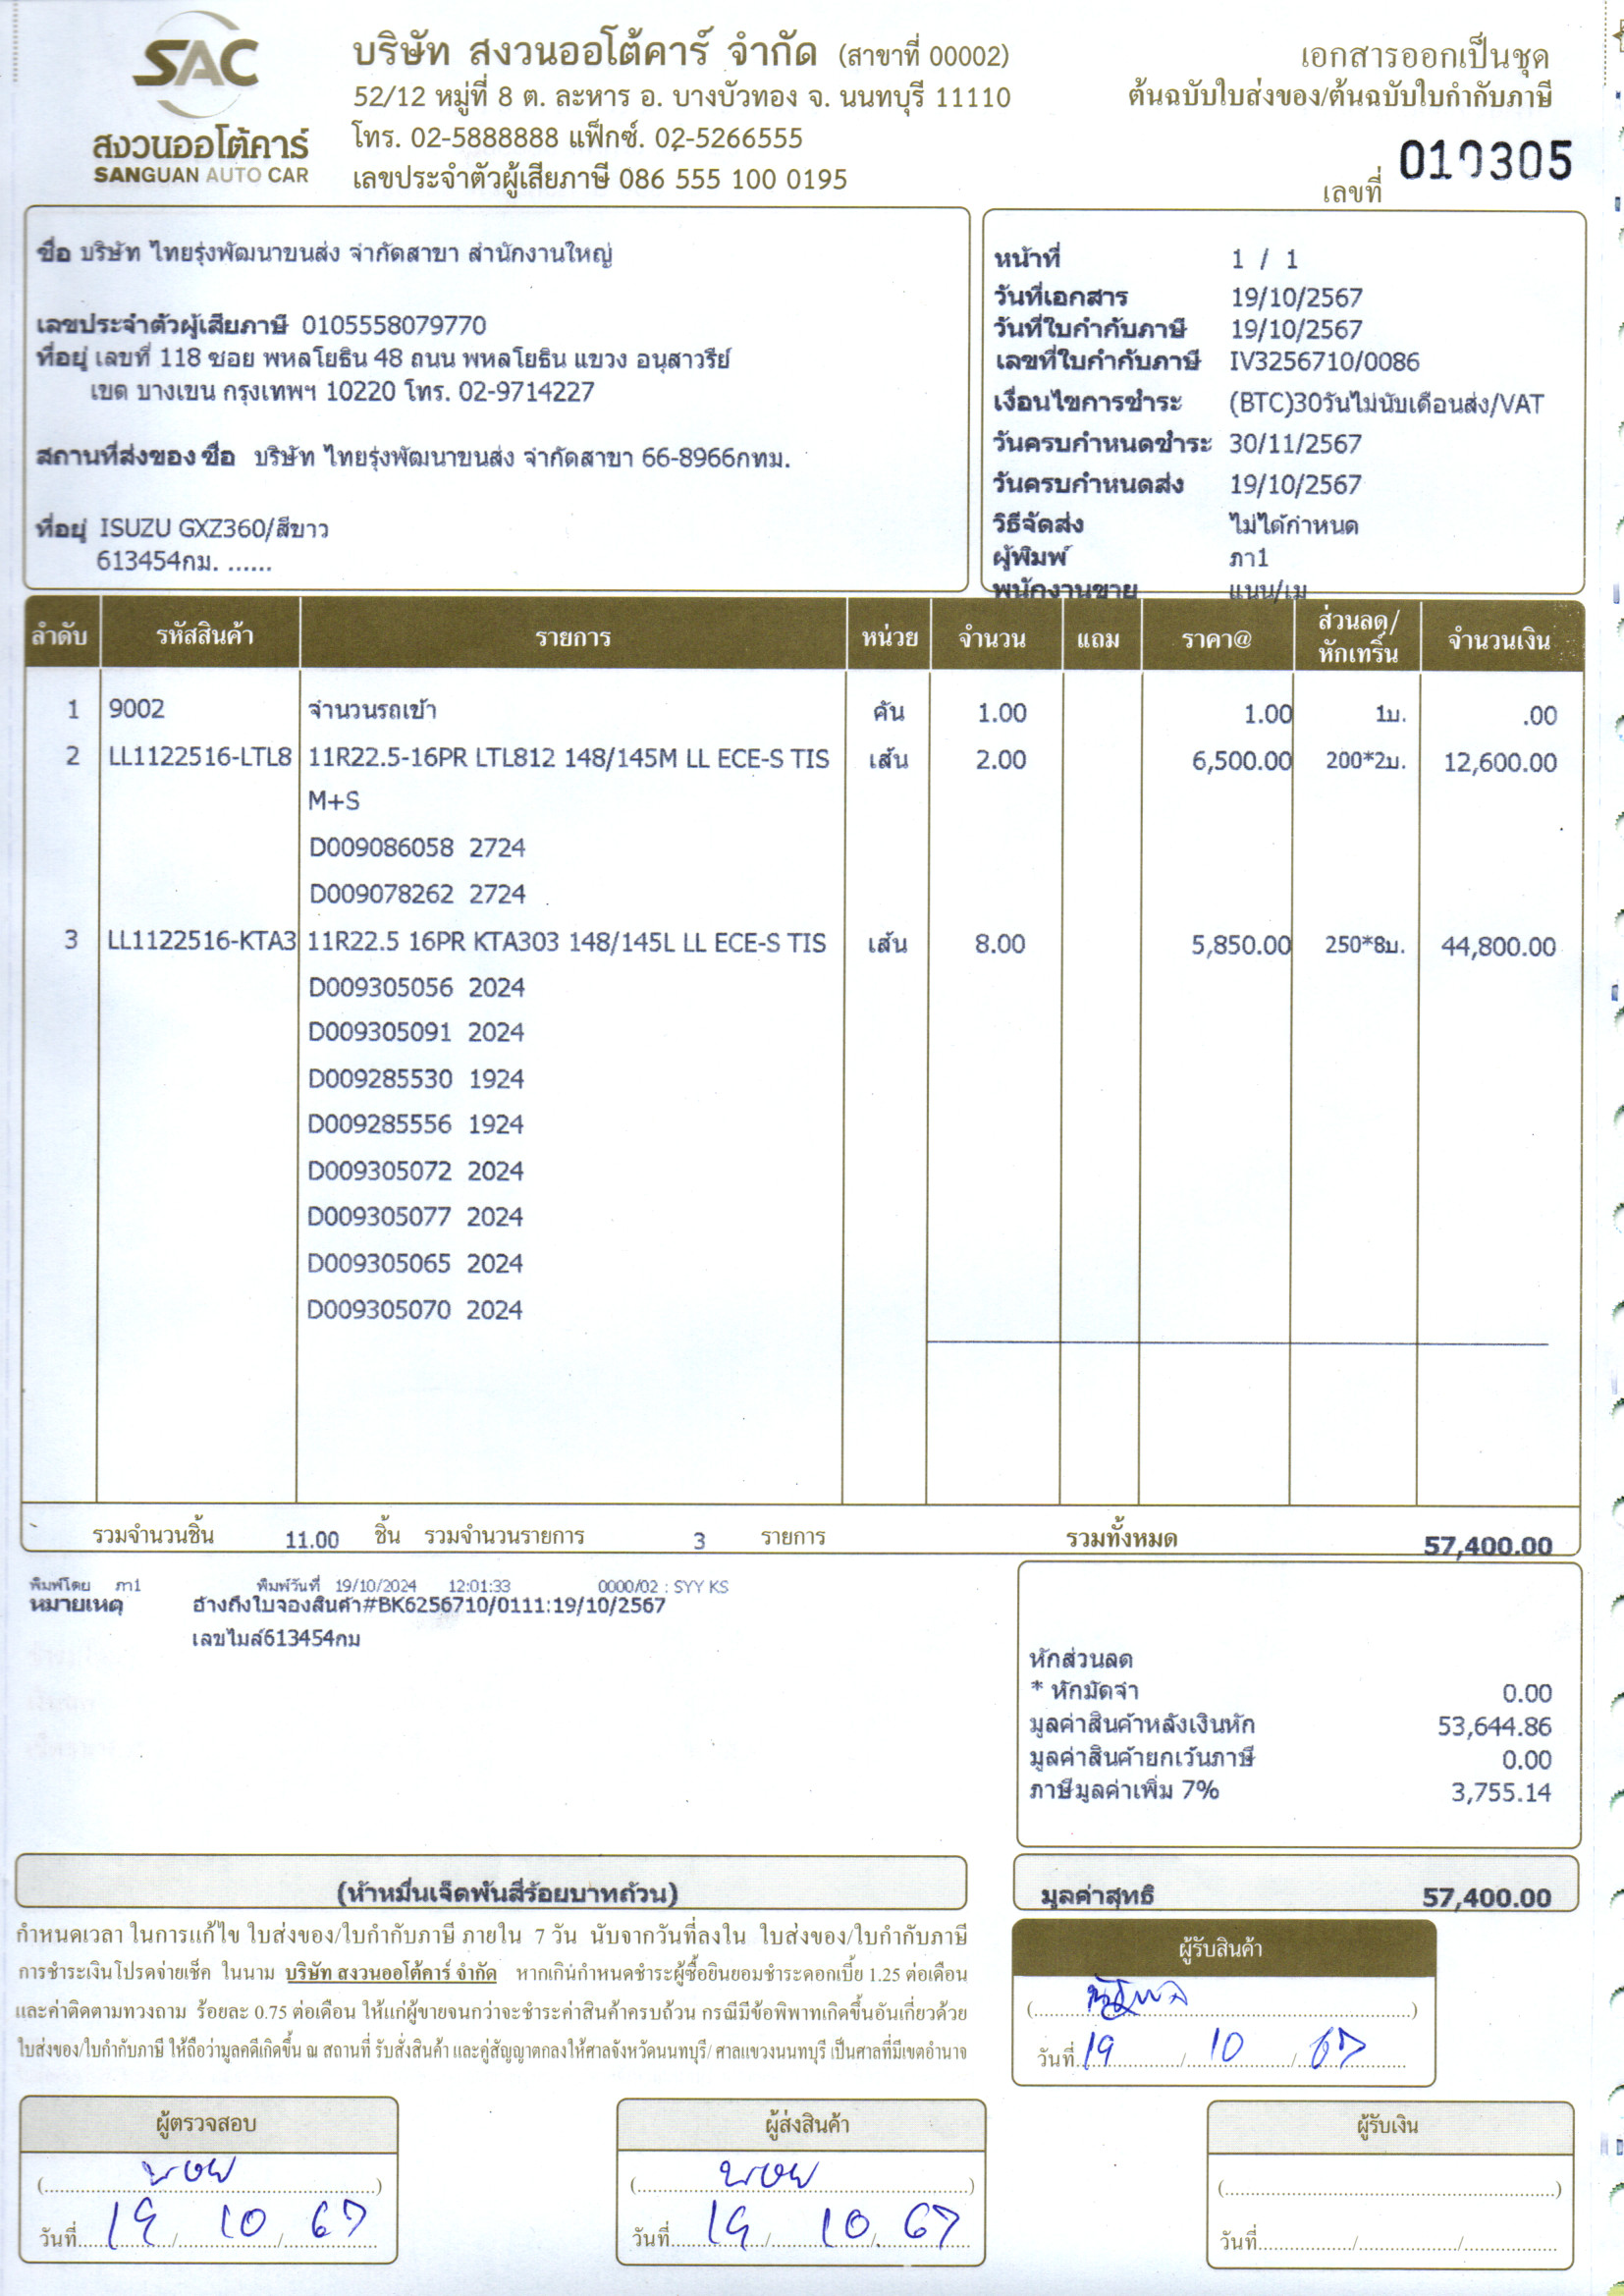 SAC
สงวนออโต้คาร์
SANGUAN AUTO CAR
บริษัท สงวนออโต้คาร์ จำกัด (สาขาที่ 00002)
52/12 หมู่ที่ 8 ต. ละหาร อ. บางบัวทอง จ. นนทบุรี 11110
โทร. 02-5888888 แฟ็กซ์. 02-5266555
เลขประจำตัวผู้เสียภาษี 086 555 100 0195
เอกสารออกเป็นชุด
ต้นฉบับใบส่งของ/ต้นฉบับใบกำกับภาษี
เลขที่ 010305
ชื่อ บริษัท ไทยรุ่งพัฒนาขนส่ง จำกัดสาขา สำนักงานใหญ่
เลขประจำตัวผู้เสียภาษี 0105558079770
ที่อยู่ เลขที่ 118 ซอย พหลโยธิน 48 ถนน พหลโยธิน แขวง อนุสาวรีย์
เขต บางเขน กรุงเทพฯ 10220 โทร. 02-9714227
สถานที่ส่งของ ชื่อ บริษัท ไทยรุ่งพัฒนาขนส่ง จำกัดสาขา 66-8966กทม.
ที่อยู่ ISUZU GXZ360/สีขาว
613454กม. ......
หน้าที่ 1 / 1
วันที่เอกสาร 19/10/2567
วันที่ใบกำกับภาษี 19/10/2567
เลขที่ใบกำกับภาษี IV3256710/0086
เงื่อนไขการชำระ (BTC)30วันไม่นับเดือนส่ง/VAT
วันครบกำหนดชำระ 30/11/2567
วันครบกำหนดส่ง 19/10/2567
วิธีจัดส่ง ไม่ได้กำหนด
ผู้พิมพ์ ภา1
พนักงานขาย แนน/เม
ลำดับ รหัสสินค้า รายการ หน่วย จำนวน แถม ราคา@ ส่วนลด/หักเทริ์น จำนวนเงิน
1 9002 จำนวนรถเข้า คัน 1.00 1.00 1บ. .00
2 LL1122516-LTL8 11R22.5-16PR LTL812 148/145M LL ECE-S TIS เส้น 2.00 6,500.00 200*2บ. 12,600.00
M+S
D009086058 2724
D009078262 2724
3 LL1122516-KTA3 11R22.5 16PR KTA303 148/145L LL ECE-S TIS เส้น 8.00 5,850.00 250*8บ. 44,800.00
D009305056 2024
D009305091 2024
D009285530 1924
D009285556 1924
D009305072 2024
D009305077 2024
D009305065 2024
D009305070 2024
รวมจำนวนชิ้น 11.00 ชิ้น รวมจำนวนรายการ 3 รายการ รวมทั้งหมด 57,400.00
พิมพ์โดย ภา1 พิมพ์วันที่ 19/10/2024 12:01:33 0000/02 : SYY KS
หมายเหตุ อ้างถึงใบจองสินค้า#BK6256710/0111:19/10/2567
เลขไมล์613454กม
หักส่วนลด
* หักมัดจำ 0.00
มูลค่าสินค้าหลังเงินหัก 53,644.86
มูลค่าสินค้ายกเว้นภาษี 0.00
ภาษีมูลค่าเพิ่ม 7% 3,755.14
(ห้าหมื่นเจ็ดพันสี่ร้อยบาทถ้วน)
มูลค่าสุทธิ 57,400.00
กำหนดเวลา ในการแก้ไข ใบส่งของ/ใบกำกับภาษี ภายใน 7 วัน นับจากวันที่ลงใน ใบส่งของ/ใบกำกับภาษี
การชำระเงินโปรดจ่ายเช็ค ในนาม บริษัท สงวนออโต้คาร์ จำกัด หากเกินกำหนดชำระผู้ซื้อยินยอมชำระดอกเบี้ย 1.25 ต่อเดือน
และค่าติดตามทวงถาม ร้อยละ 0.75 ต่อเดือน ให้แก่ผู้ขายจนกว่าจะชำระค่าสินค้าครบถ้วน กรณีมีข้อพิพาทเกิดขึ้นอันเกี่ยวด้วย
ใบส่งของ/ใบกำกับภาษี ให้ถือว่ามูลคดีเกิดขึ้น ณ สถานที่ รับสั่งสินค้า และคู่สัญญาตกลงให้ศาลจังหวัดนนทบุรี/ ศาลแขวงนนทบุรี เป็นศาลที่มีเขตอำนาจ
ผู้รับสินค้า
วันที่ 19 / 10 / 67
ผู้ตรวจสอบ
วันที่ 19 / 10 / 67
ผู้ส่งสินค้า
วันที่ 19 / 10 / 67
ผู้รับเงิน
วันที่